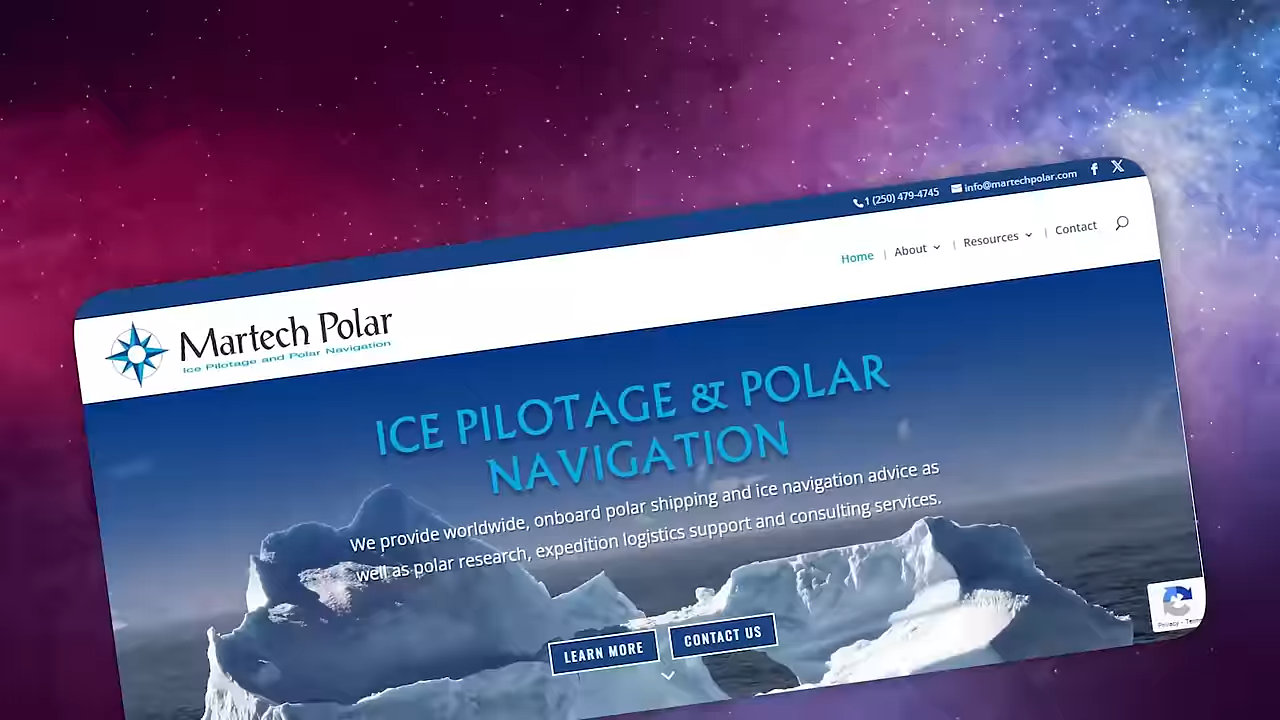 1 (250) 479-4745 info@martechpolar.com
Home | About | Resources | Contact
Martech Polar
Ice Pilotage and Polar Navigation
ICE PILOTAGE & POLAR
NAVIGATION
We provide worldwide, onboard polar shipping and ice navigation advice as
well as polar research, expedition logistics support and consulting services.
LEARN MORE
CONTACT US
Privacy -